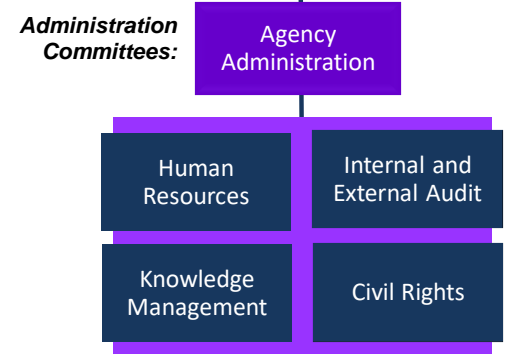 Administration
Committees:
Agency
Administration
Human
Resources
Internal and
External Audit
Knowledge
Management
Civil Rights